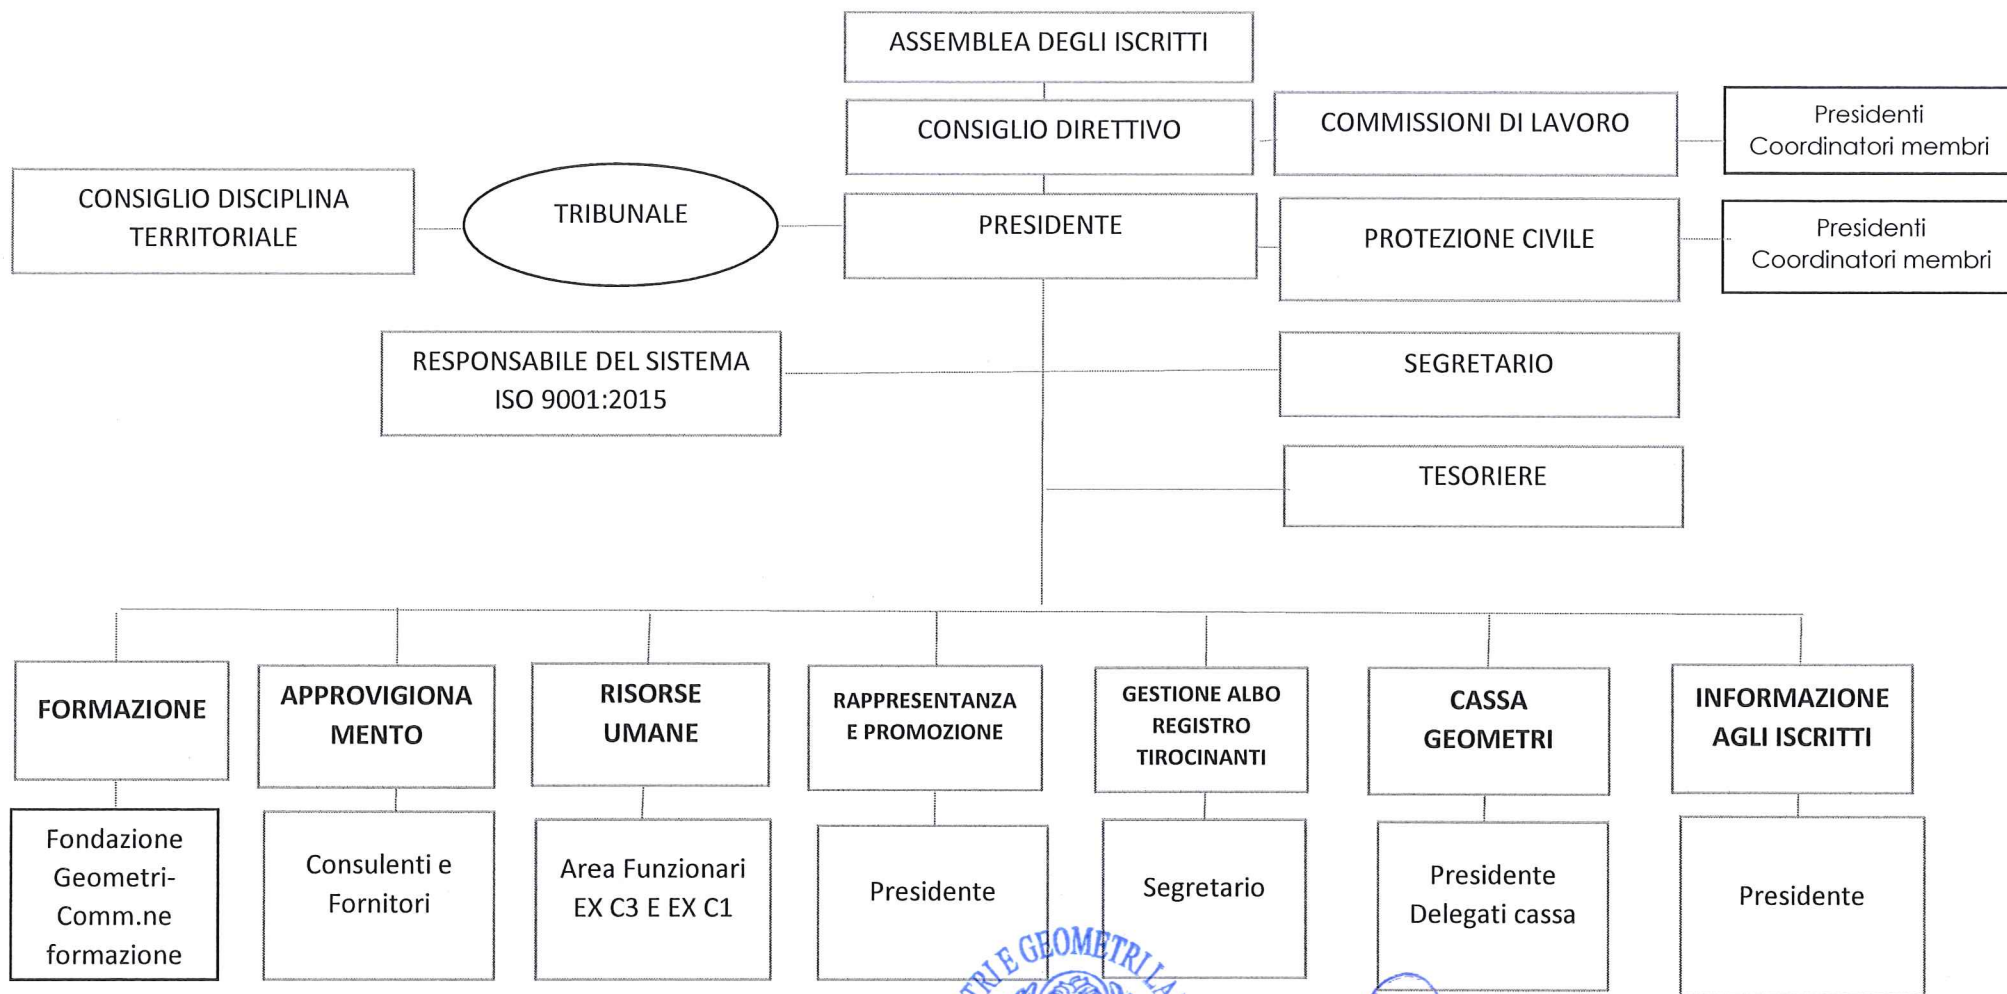 ASSEMBLEA DEGLI ISCRITTI
CONSIGLIO DIRETTIVO
COMMISSIONI DI LAVORO
Presidenti
Coordinatori membri
CONSIGLIO DISCIPLINA
TERRITORIALE
TRIBUNALE
PRESIDENTE
PROTEZIONE CIVILE
Presidenti
Coordinatori membri
RESPONSABILE DEL SISTEMA
ISO 9001:2015
SEGRETARIO
TESORIERE
FORMAZIONE
APPROVIGIONA
MENTO
RISORSE
UMANE
RAPPRESENTANZA
E PROMOZIONE
GESTIONE ALBO
REGISTRO
TIROCINANTI
CASSA
GEOMETRI
INFORMAZIONE
AGLI ISCRITTI
Fondazione
Geometri-
Comm.ne
formazione
Consulenti e
Fornitori
Area Funzionari
EX C3 E EX C1
Presidente
Segretario
Presidente
Delegati cassa
Presidente
E GEOMETRI